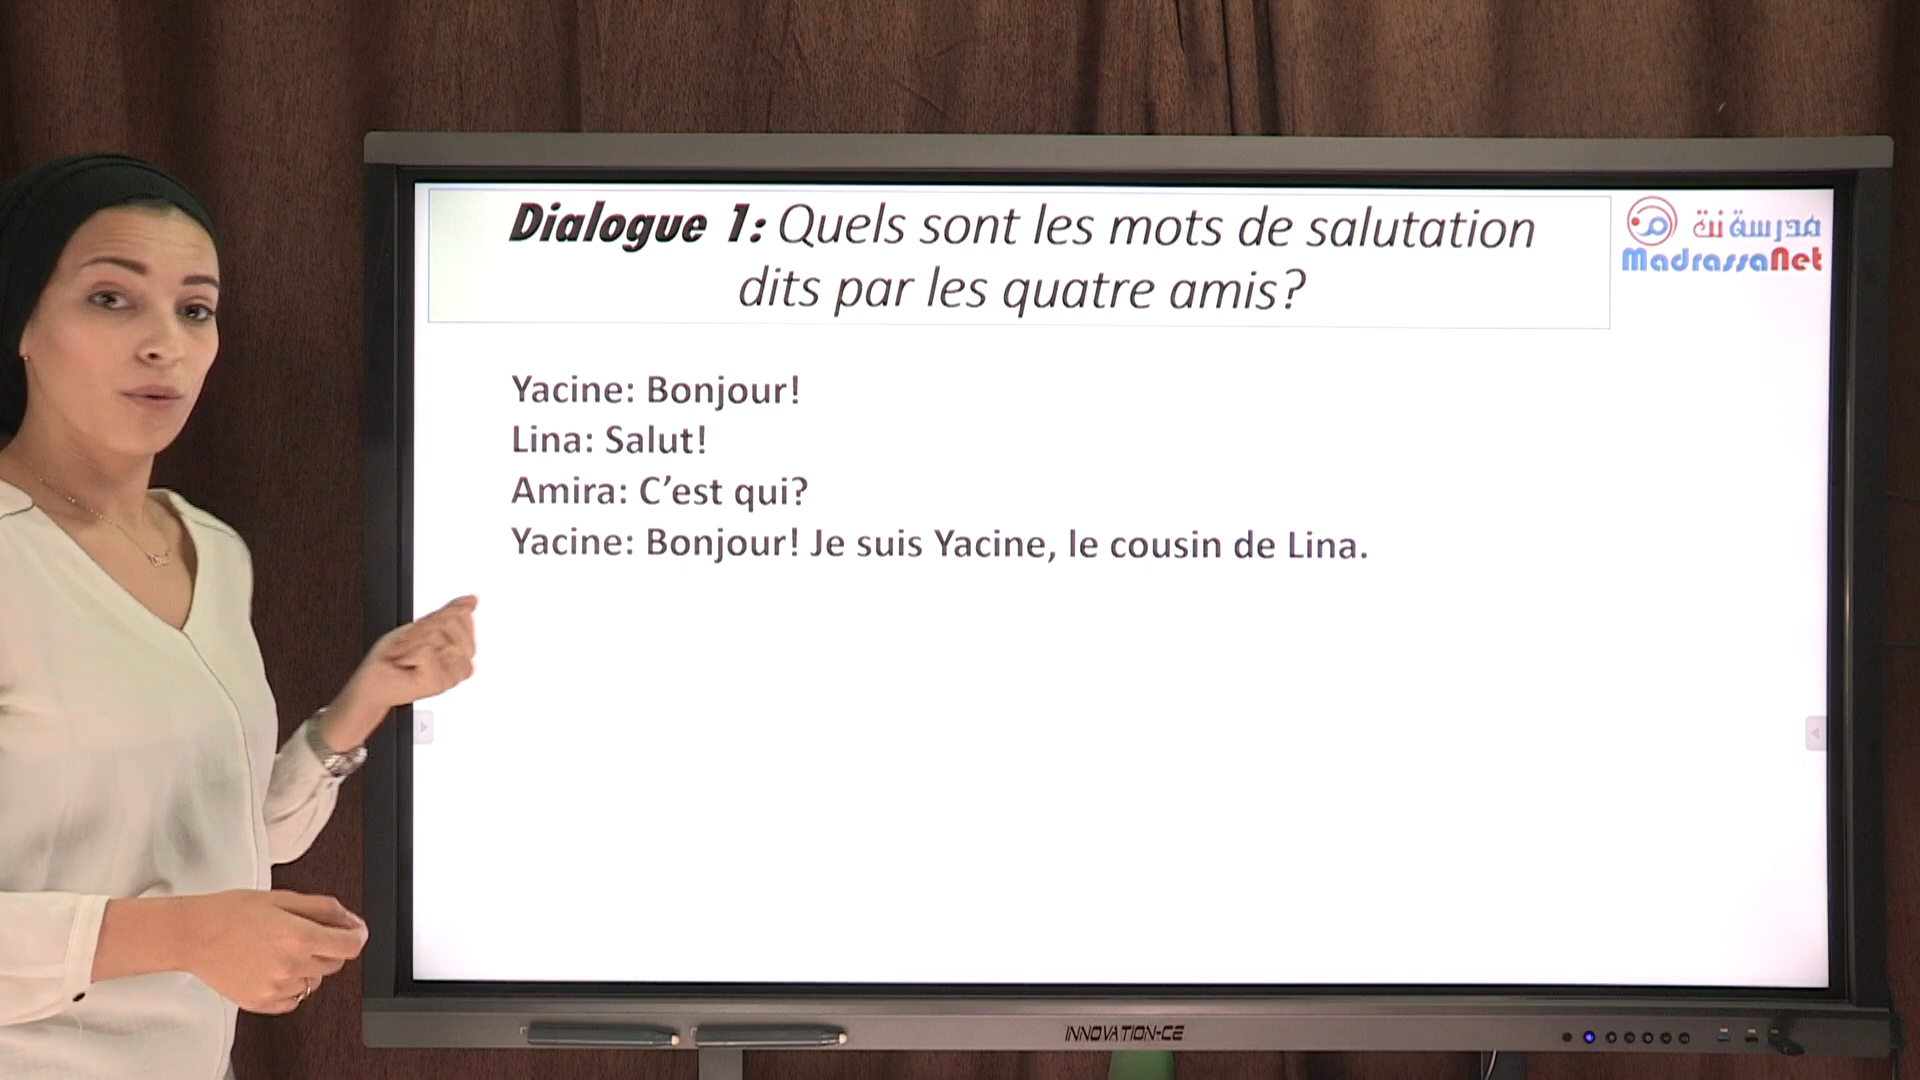 Dialogue 1: Quels sont les mots de salutation
dits par les quatre amis?
مدرسة نت
MadrassaNet
Yacine: Bonjour!
Lina: Salut!
Amira: C'est qui?
Yacine: Bonjour! Je suis Yacine, le cousin de Lina.
INNOVATION-CE